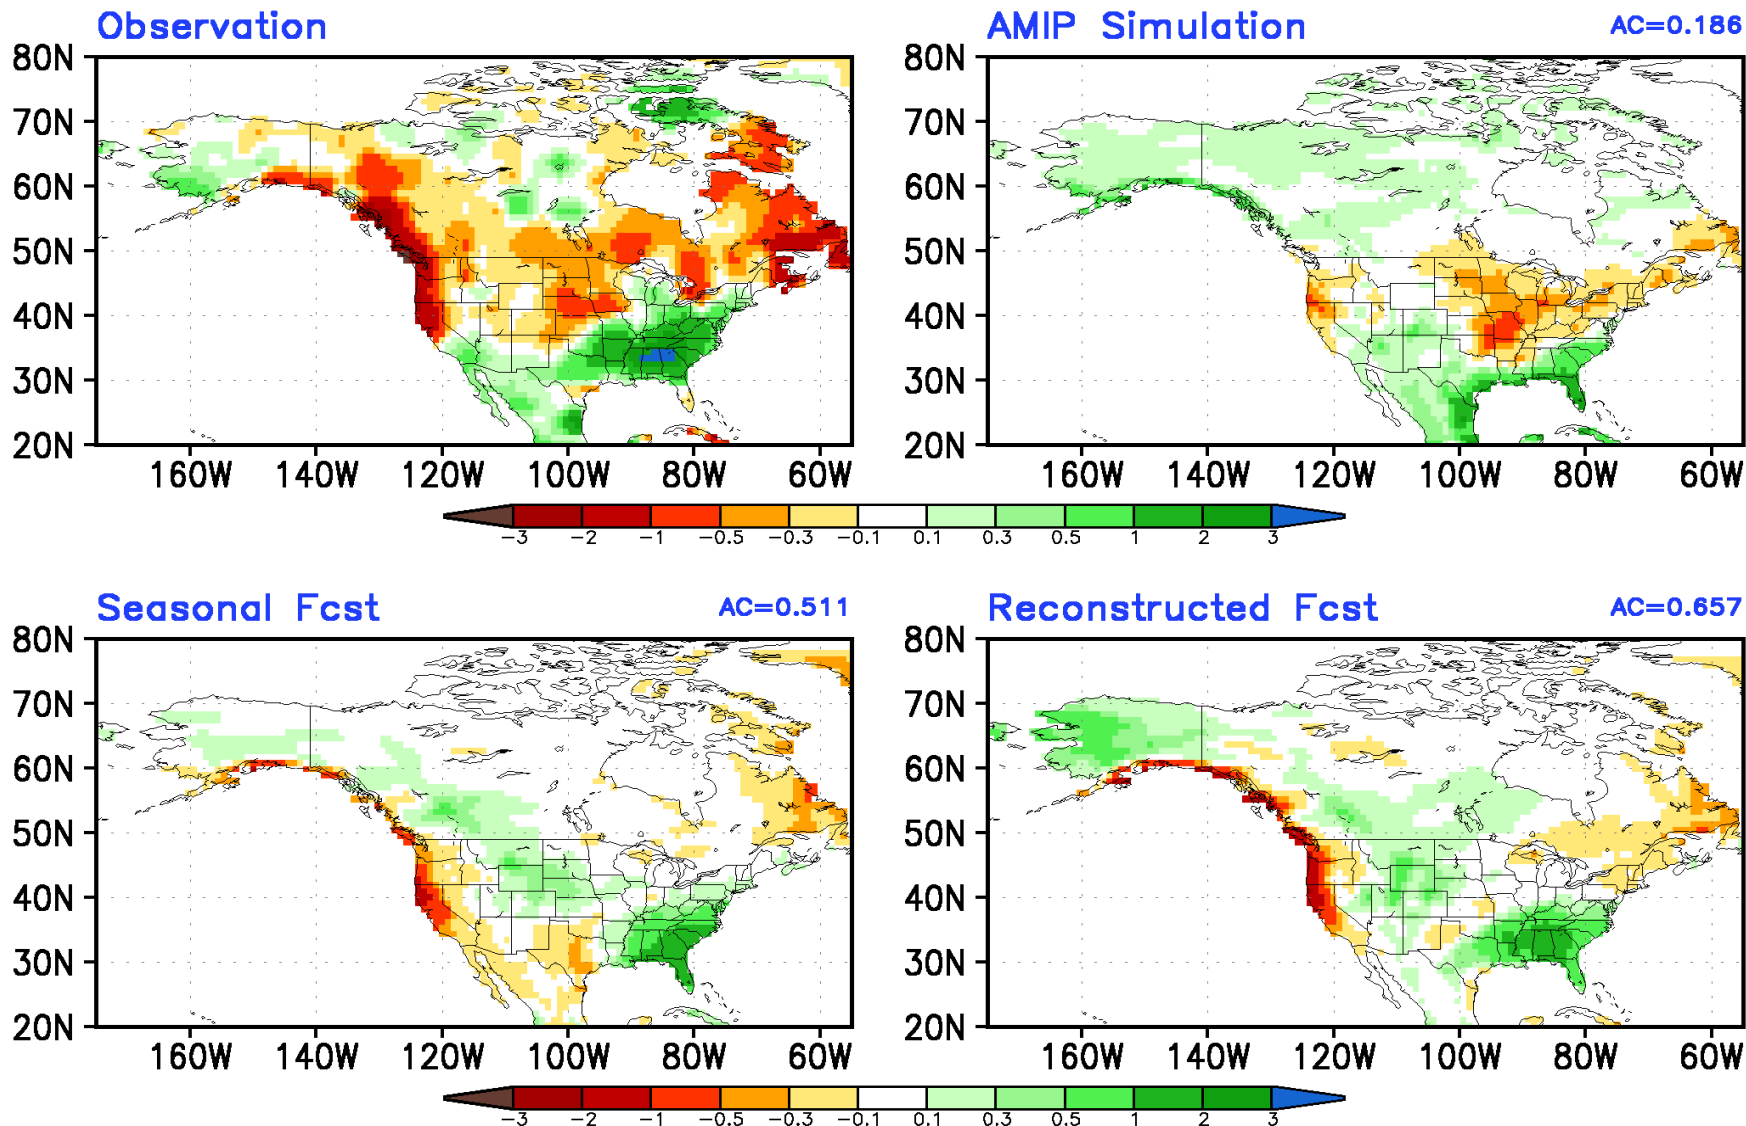 Observation
80N
70N
60N
50N
40N
30N
20N
160W 140W 120W 100W 80W 60W
AMIP Simulation AC=0.186
80N
70N
60N
50N
40N
30N
20N
160W 140W 120W 100W 80W 60W
-3 -2 -1 -0.5 -0.3 -0.1 0.1 0.3 0.5 1 2 3
Seasonal Fcst AC=0.511
80N
70N
60N
50N
40N
30N
20N
160W 140W 120W 100W 80W 60W
Reconstructed Fcst AC=0.657
80N
70N
60N
50N
40N
30N
20N
160W 140W 120W 100W 80W 60W
-3 -2 -1 -0.5 -0.3 -0.1 0.1 0.3 0.5 1 2 3